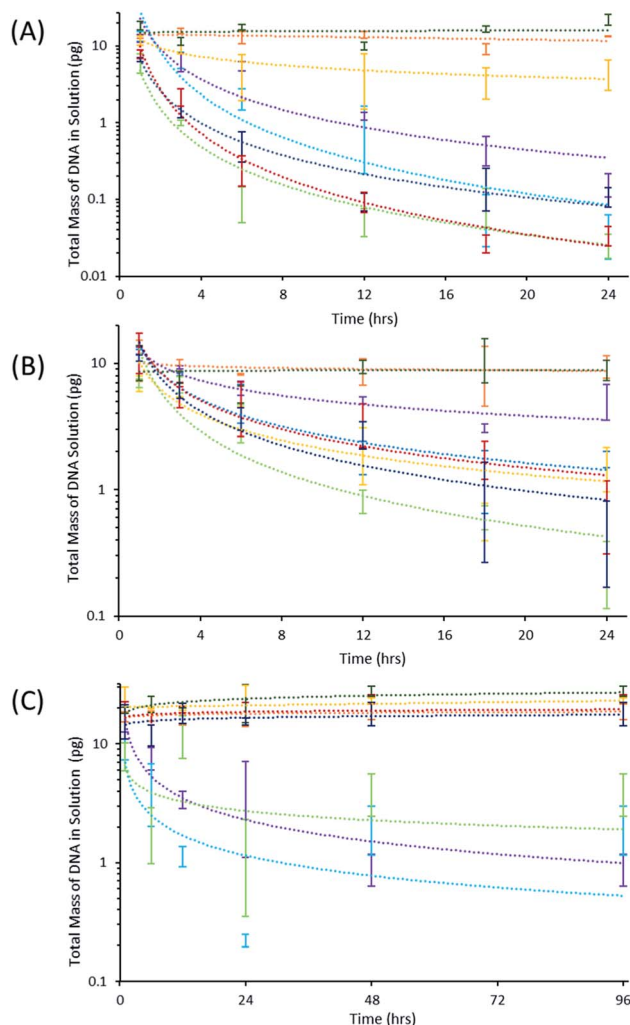 (A)
Total Mass of DNA in Solution (pg)
10
1
0.1
0.01
0 4 8 12 16 20 24
Time (hrs)
(B)
Total Mass of DNA Solution (pg)
10
1
0.1
0 4 8 12 16 20 24
Time (hrs)
(C)
Total Mass of DNA in Solution (pg)
10
1
0.1
0 24 48 72 96
Time (hrs)